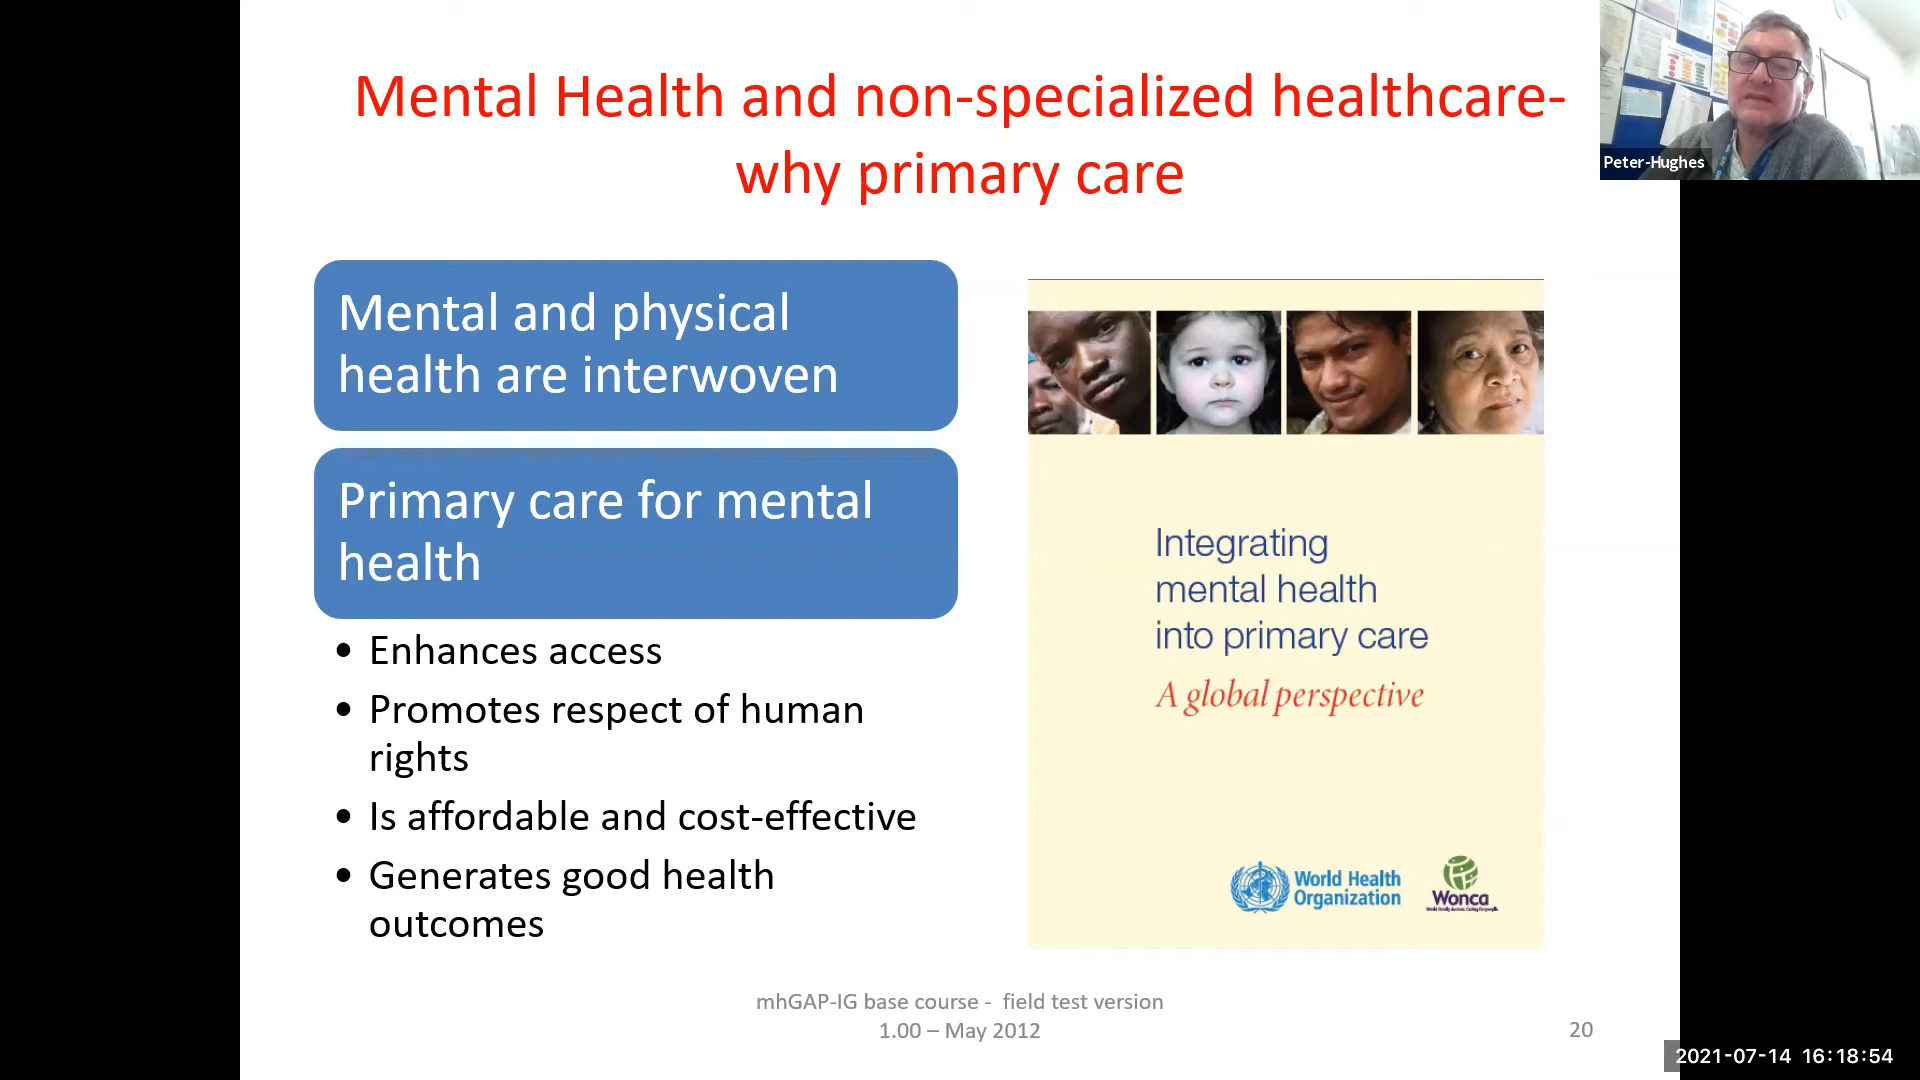 Mental Health and non-specialized healthcare-
why primary care
Peter-Hughes
Mental and physical
health are interwoven
Primary care for mental
health
• Enhances access
• Promotes respect of human
rights
• Is affordable and cost-effective
• Generates good health
outcomes
Integrating
mental health
into primary care
A global perspective
World Health
Organization
Wonca
mhGAP-IG base course -  field test version
1.00 – May 2012
20
2021-07-14 16:18:54